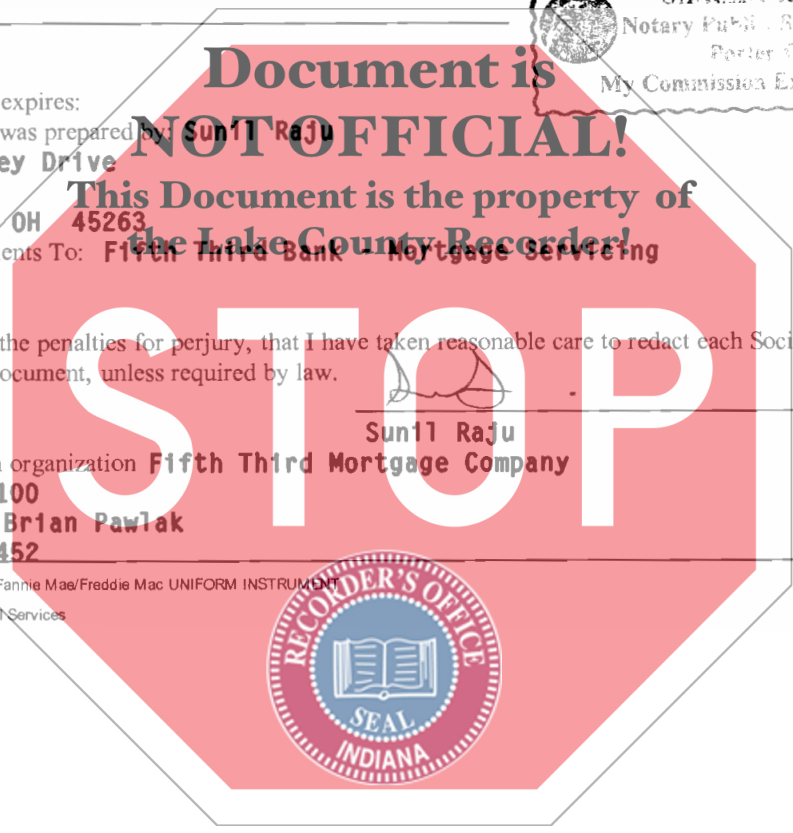 Notary Public
My Commission
Document is
expires:
was prepared by: Sunil Raju
NOT OFFICIAL!
ey Drive
This Document is the property of
OH 45263
the Lake County Recorder!
ents To: Fifth Third Bank - Mortgage Servicing
STOP
the penalties for perjury, that I have taken reasonable care to redact each Soci
ocument, unless required by law.
Sunil Raju
organization Fifth Third Mortgage Company
100
Brian Pawlak
452
Fannie Mae/Freddie Mac UNIFORM INSTRUMENT
Services
RECORDER'S OFFICE
SEAL
INDIANA